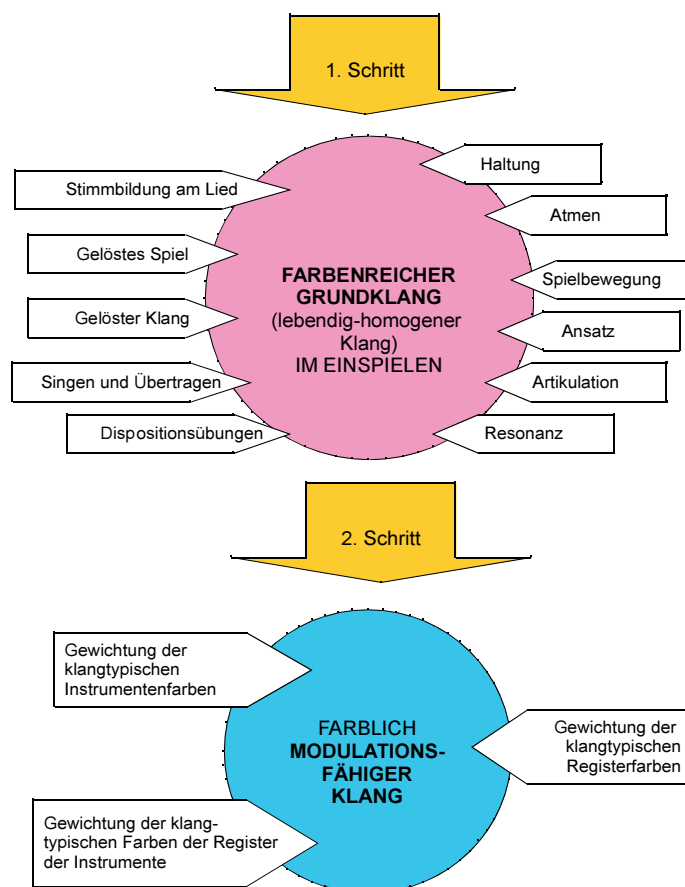 1. Schritt
Stimmbildung am Lied
Gelöstes Spiel
Gelöster Klang
Singen und Übertragen
Dispositionsübungen
FARBENREICHER
GRUNDKLANG
(lebendig-homogener
Klang)
IM EINSPIELEN
Haltung
Atmen
Spielbewegung
Ansatz
Artikulation
Resonanz
2. Schritt
Gewichtung der
klangtypischen
Instrumentenfarben
Gewichtung der klang-
typischen Farben der Register
der Instrumente
FARBLICH
MODULATIONS-
FÄHIGER
KLANG
Gewichtung der
klangtypischen
Registerfarben